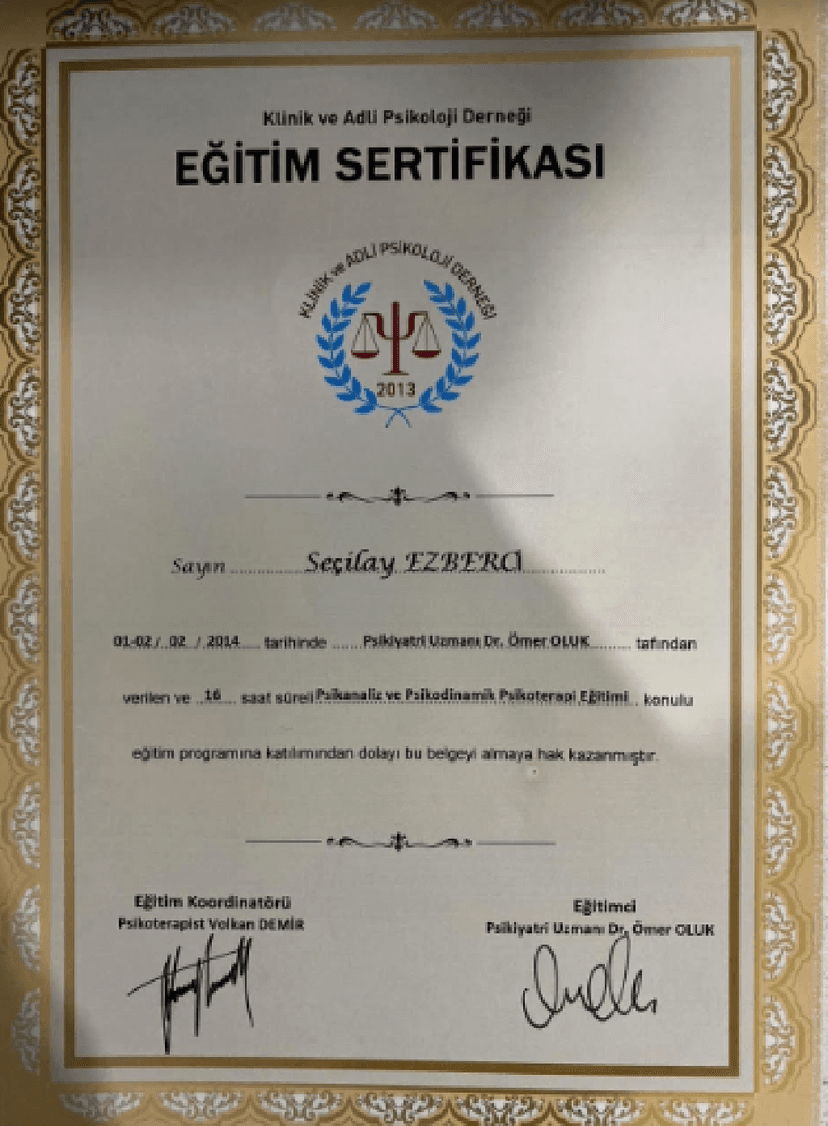 Klinik ve Adli Psikoloji Derneği
EĞİTİM SERTİFİKASI
KLİNİK ve ADLİ PSİKOLOJİ DERNEĞİ
2013
Sayın ................ Seçilay EZBERCİ ................
01-02 / 02 / 2014 .... tarihinde ...... Psikiyatri Uzmanı Dr. Ömer OLUK ........ tafından
verilen ve ..16.... saat süreli Psikanaliz ve Psikodinamik Psikoterapi Eğitimi .. konulu
eğitim programına katılımından dolayı bu belgeyi almaya hak kazanmıştır.
Eğitim Koordinatörü
Psikoterapist Volkan DEMİR
Eğitimci
Psikiyatri Uzmanı Dr. Ömer OLUK